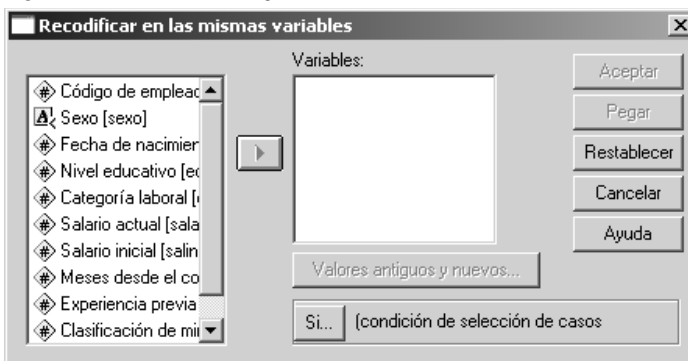 Recodificar en las mismas variables
Variables:
Código de emplead
Sexo [sexo]
Fecha de nacimier
Nivel educativo [ed
Categoría laboral [
Salario actual [sala
Salario inicial [salin
Meses desde el co
Experiencia previa
Clasificación de mi
Aceptar
Pegar
Restablecer
Cancelar
Ayuda
Valores antiguos y nuevos...
Si...
(condición de selección de casos